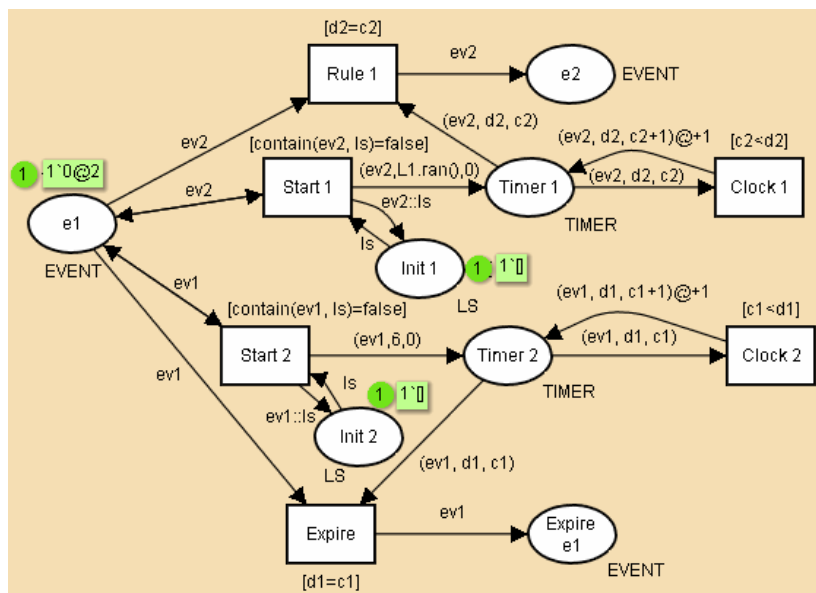 [d2=c2]
Rule 1
ev2
e2
EVENT
ev2
(ev2, d2, c2)
(ev2, d2, c2+1)@+1
[c2<d2]
[contain(ev2, ls)=false]
1
1`0@2
ev2
Start 1
(ev2,L1.ran(),0)
Timer 1
(ev2, d2, c2)
Clock 1
e1
ev2::ls
ls
TIMER
EVENT
Init 1
1
1`[]
ev1
LS
[contain(ev1, ls)=false]
(ev1, d1, c1+1)@+1
[c1<d1]
Start 2
(ev1,6,0)
Timer 2
(ev1, d1, c1)
Clock 2
ev1
ls
1
1`[]
TIMER
ev1::ls
Init 2
LS
(ev1, d1, c1)
Expire
ev1
Expire
e1
[d1=c1]
EVENT